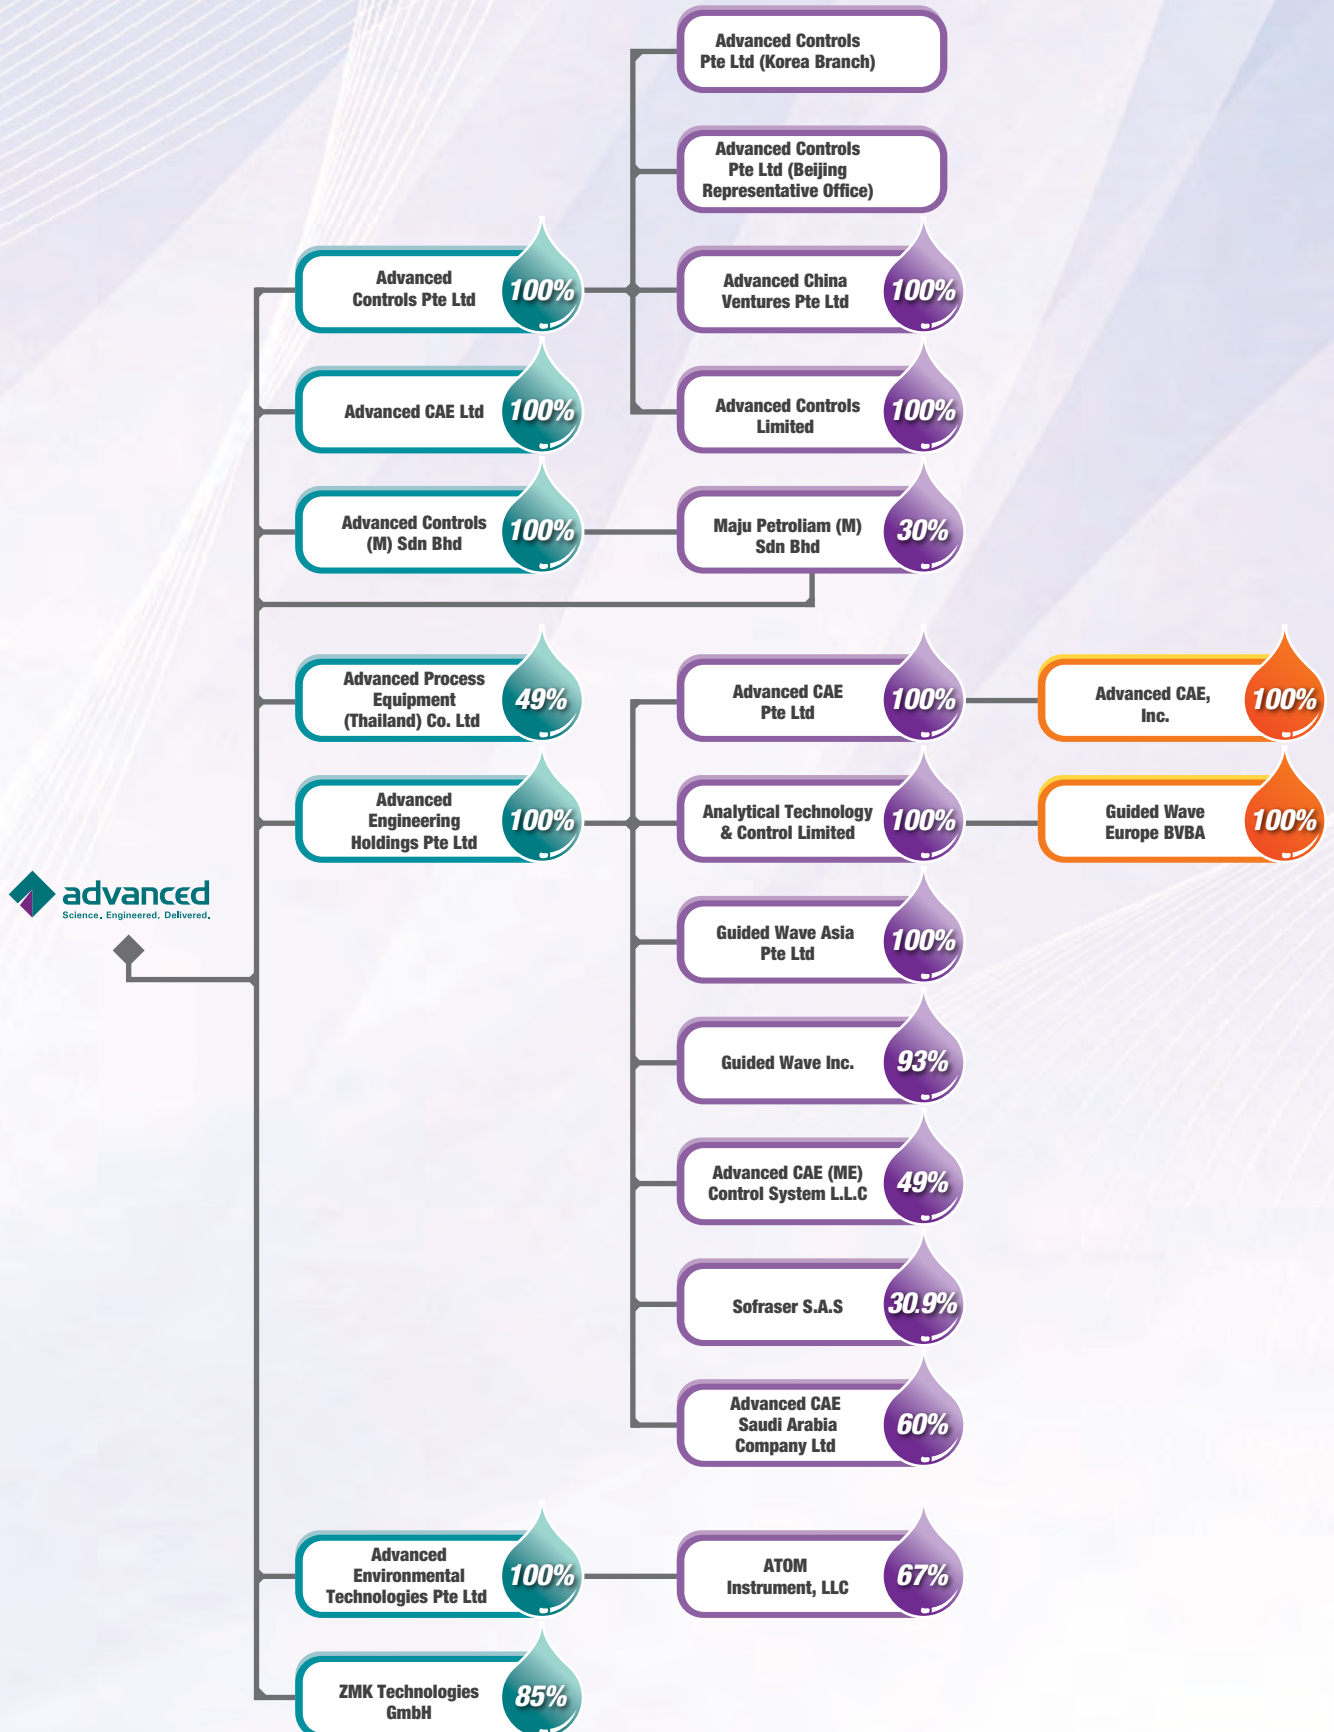 Advanced Controls
Pte Ltd (Korea Branch)
Advanced Controls
Pte Ltd (Beijing
Representative Office)
Advanced
Controls Pte Ltd
100%
Advanced China
Ventures Pte Ltd
100%
Advanced CAE Ltd
100%
Advanced Controls
Limited
100%
Advanced Controls
(M) Sdn Bhd
100%
Maju Petroliam (M)
Sdn Bhd
30%
Advanced Process
Equipment
(Thailand) Co. Ltd
49%
Advanced CAE
Pte Ltd
100%
Advanced CAE,
Inc.
100%
Advanced
Engineering
Holdings Pte Ltd
100%
Analytical Technology
& Control Limited
100%
Guided Wave
Europe BVBA
100%
advanced
Science. Engineered. Delivered.
Guided Wave Asia
Pte Ltd
100%
Guided Wave Inc.
93%
Advanced CAE (ME)
Control System L.L.C
49%
Sofraser S.A.S
30.9%
Advanced CAE
Saudi Arabia
Company Ltd
60%
Advanced
Environmental
Technologies Pte Ltd
100%
ATOM
Instrument, LLC
67%
ZMK Technologies
GmbH
85%